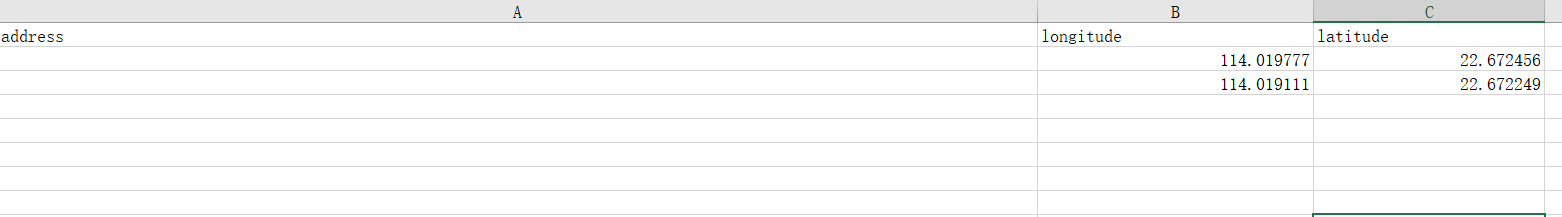 A B C
address longitude latitude
114.019777 22.672456
114.019111 22.672249